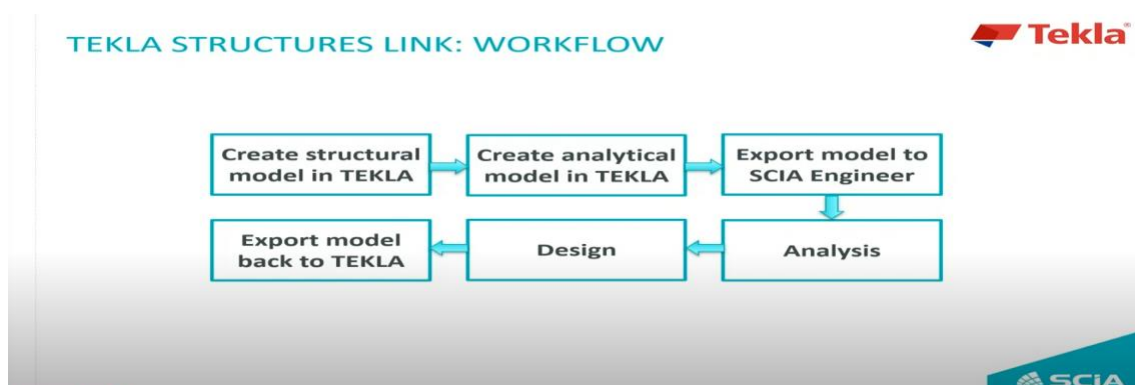 TEKLA STRUCTURES LINK: WORKFLOW
Tekla®
Create structural
model in TEKLA
Create analytical
model in TEKLA
Export model to
SCIA Engineer
Export model
back to TEKLA
Design
Analysis
SCiA